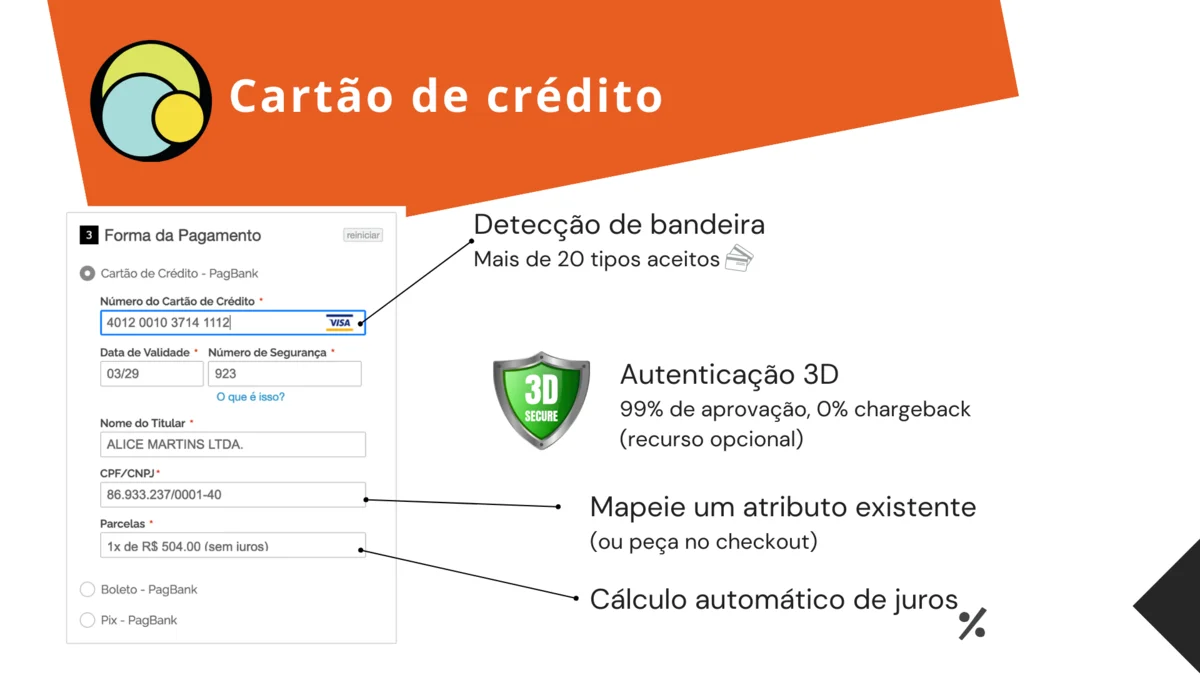 Cartão de crédito
3 Forma da Pagamento
reiniciar
Cartão de Crédito - PagBank
Número do Cartão de Crédito *
4012 0010 3714 1112
VISA
Data de Validade * Número de Segurança *
03/29 923
O que é isso?
Nome do Titular *
ALICE MARTINS LTDA.
CPF/CNPJ*
86.933.237/0001-40
Parcelas *
1x de R$ 504.00 (sem juros)
Boleto - PagBank
Pix - PagBank
Detecção de bandeira
Mais de 20 tipos aceitos
3D
SECURE
Autenticação 3D
99% de aprovação, 0% chargeback
(recurso opcional)
Mapeie um atributo existente
(ou peça no checkout)
Cálculo automático de juros
%